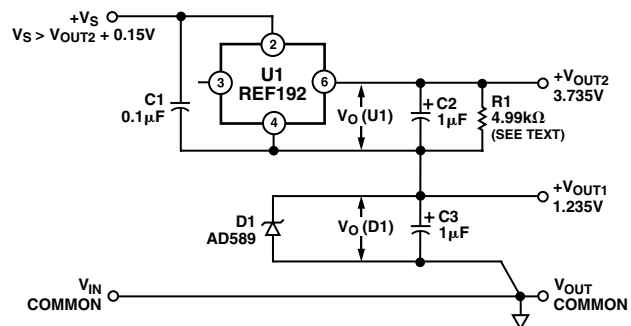 +VS
VS > VOUT2 + 0.15V
2
3
U1
REF192
6
4
C1
0.1µF
VO (U1)
+ C2
1µF
R1
4.99kΩ
(SEE TEXT)
+VOUT2
3.735V
+VOUT1
1.235V
D1
AD589
VO (D1)
+ C3
1µF
VIN
COMMON
VOUT
COMMON